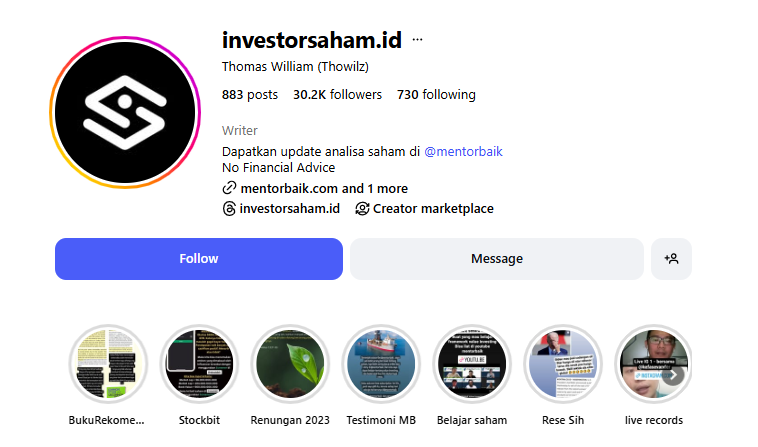 investorsaham.id ...
Thomas William (Thowilz)
883 posts 30.2K followers 730 following
Writer
Dapatkan update analisa saham di @mentorbaik
No Financial Advice
mentorbaik.com and 1 more
investorsaham.id Creator marketplace
Follow Message
BukuRekome... Stockbit Renungan 2023 Testimoni MB Belajar saham Rese Sih live records